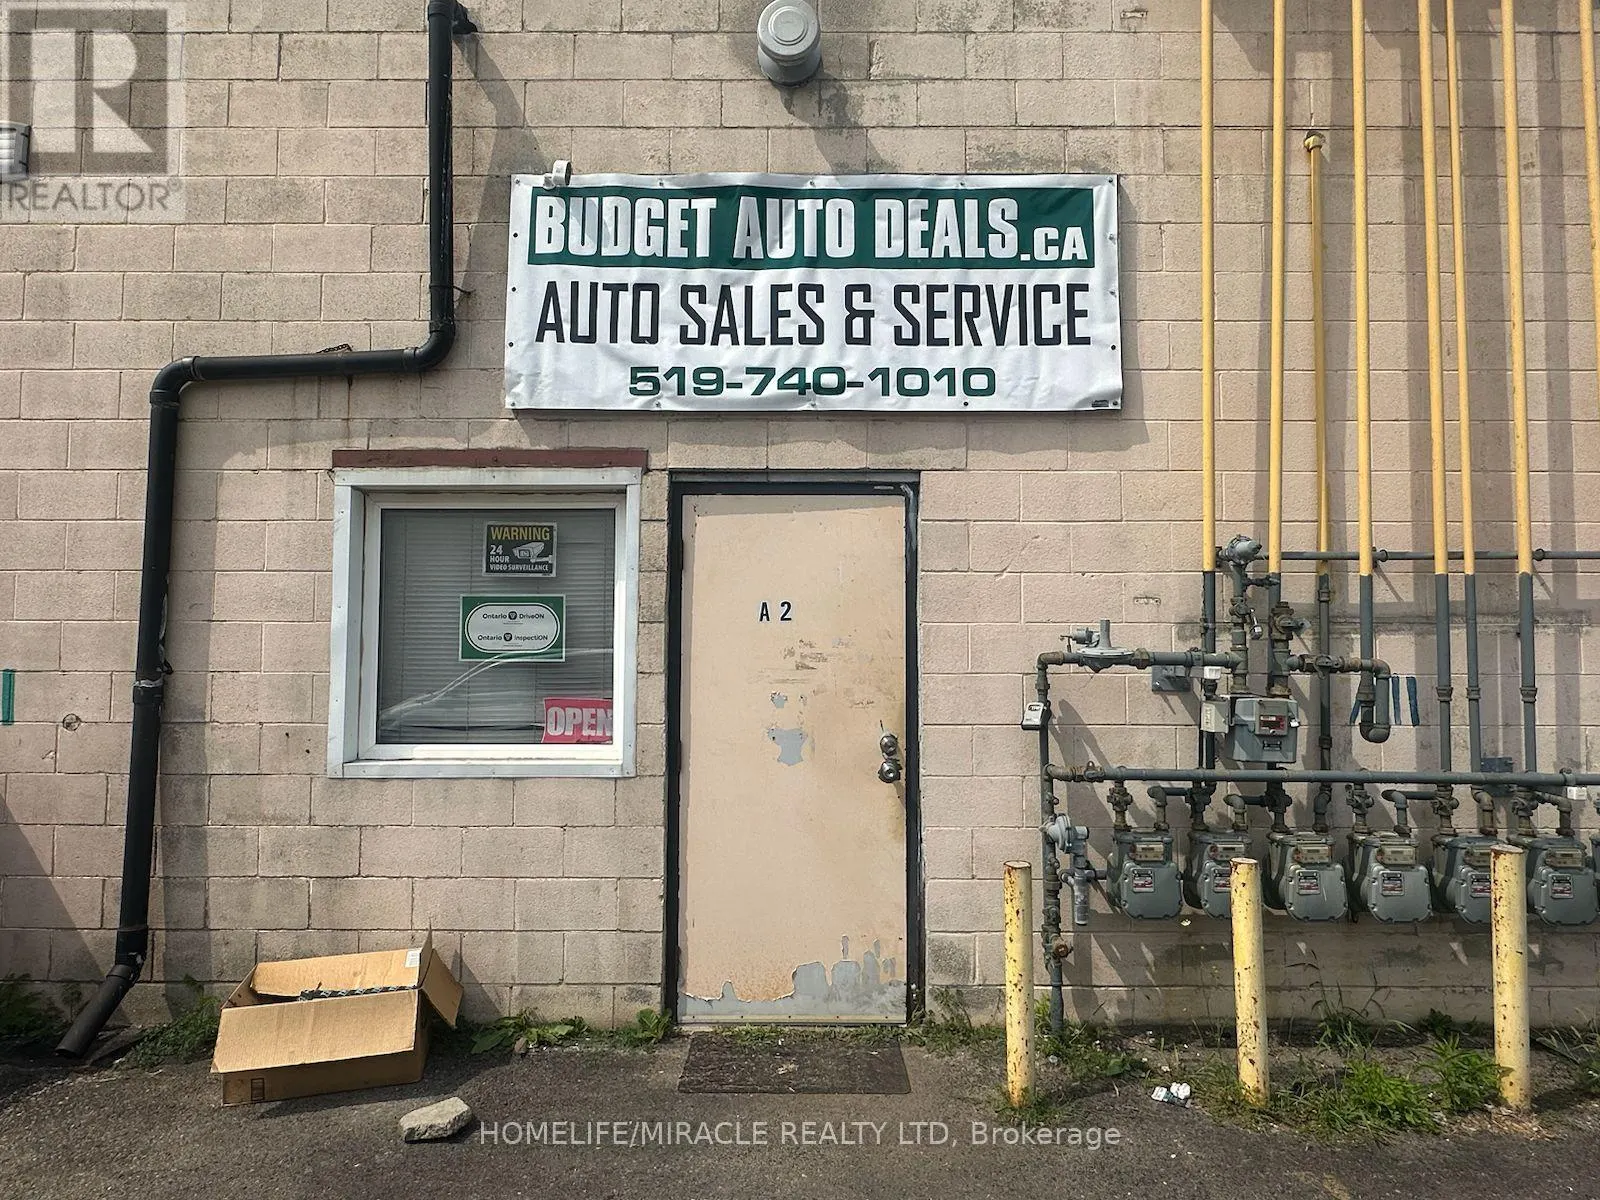 REALTOR®
BUDGET AUTO DEALS.CA
AUTO SALES & SERVICE
519-740-1010
WARNING
24
HOUR
VIDEO SURVEILLANCE
A 2
Ontario DriveON
Ontario InspectiON
OPEN
HOMELIFE/MIRACLE REALTY LTD, Brokerage